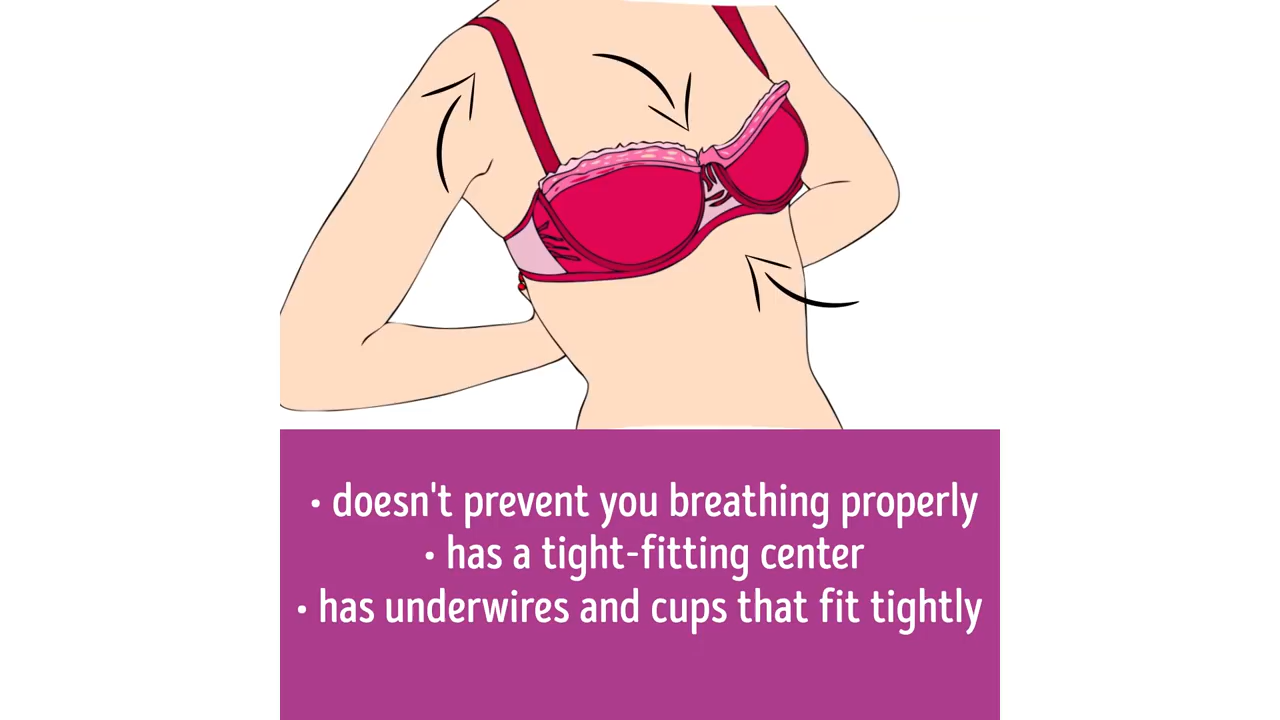 • doesn't prevent you breathing properly
• has a tight-fitting center
• has underwires and cups that fit tightly